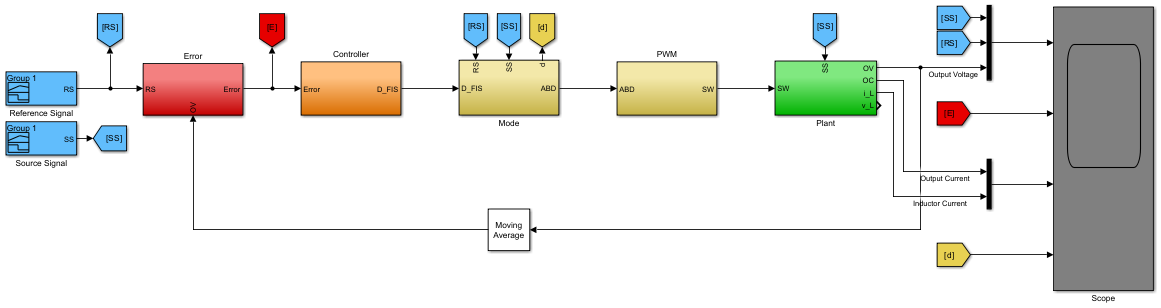 [RS]
[E]
[RS]
[SS]
[d]
[SS]
[SS]
[RS]
Output Voltage
Error
Controller
PWM
Group 1
RS
Reference Signal
RS
Error
OV
Error
D_FIS
RS
SS
d
D_FIS
ABD
Mode
ABD
SW
SS
SW
OV
OC
i_L
v_L
Plant
[E]
Group 1
SS
Source Signal
[SS]
Output Current
Inductor Current
Moving
Average
[d]
Scope